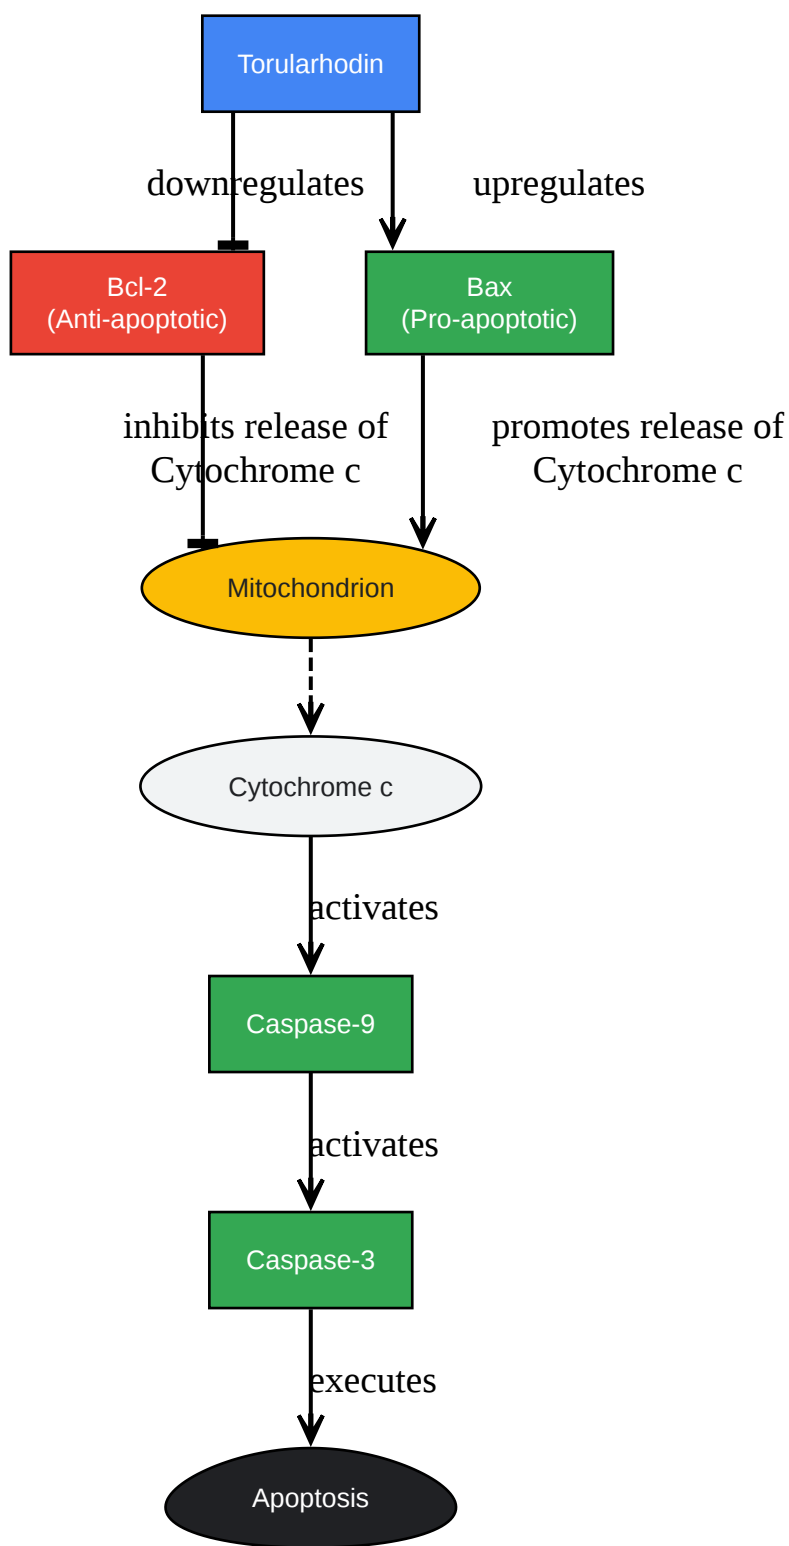 Torularhodin
downregulates
upregulates
Bcl-2
(Anti-apoptotic)
Bax
(Pro-apoptotic)
inhibits release of
Cytochrome c
promotes release of
Cytochrome c
Mitochondrion
Cytochrome c
activates
Caspase-9
activates
Caspase-3
executes
Apoptosis